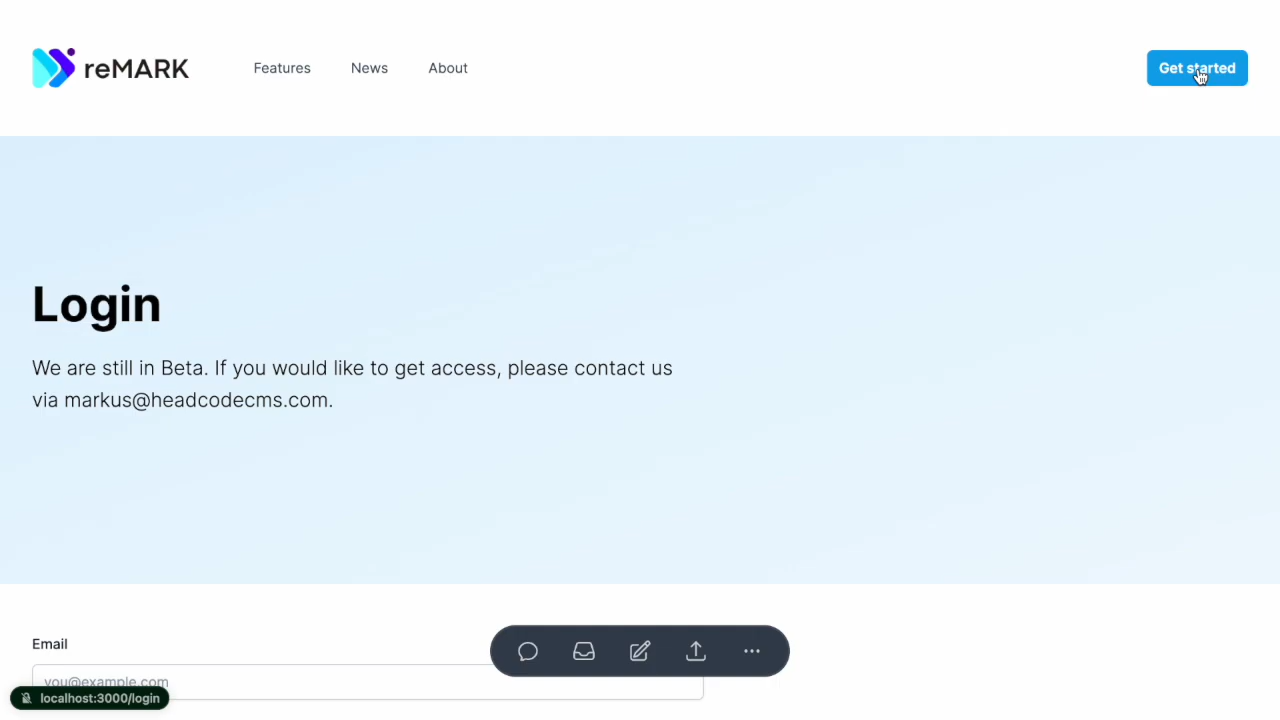 reMARK
Features
News
About
Get started
Login
We are still in Beta. If you would like to get access, please contact us
via markus@headcodecms.com.
Email
you@example.com
localhost:3000/login